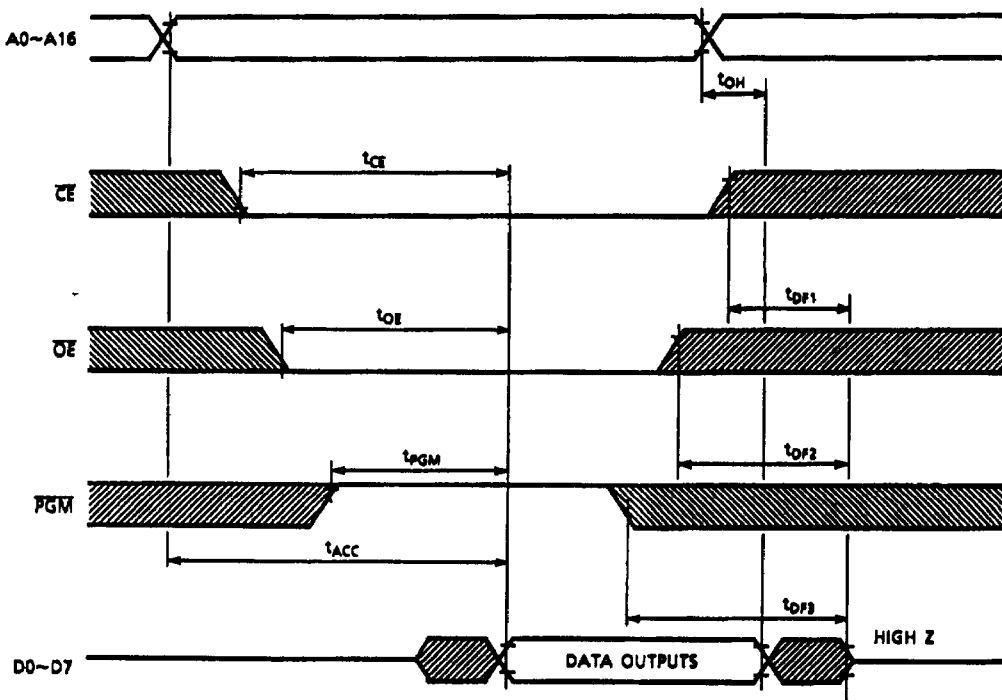 A0~A16
tOH
tCE
CE
tDF1
tOE
OE
tDF2
tPGM
PGM
tACC
tDF3
HIGH Z
D0~D7
DATA OUTPUTS